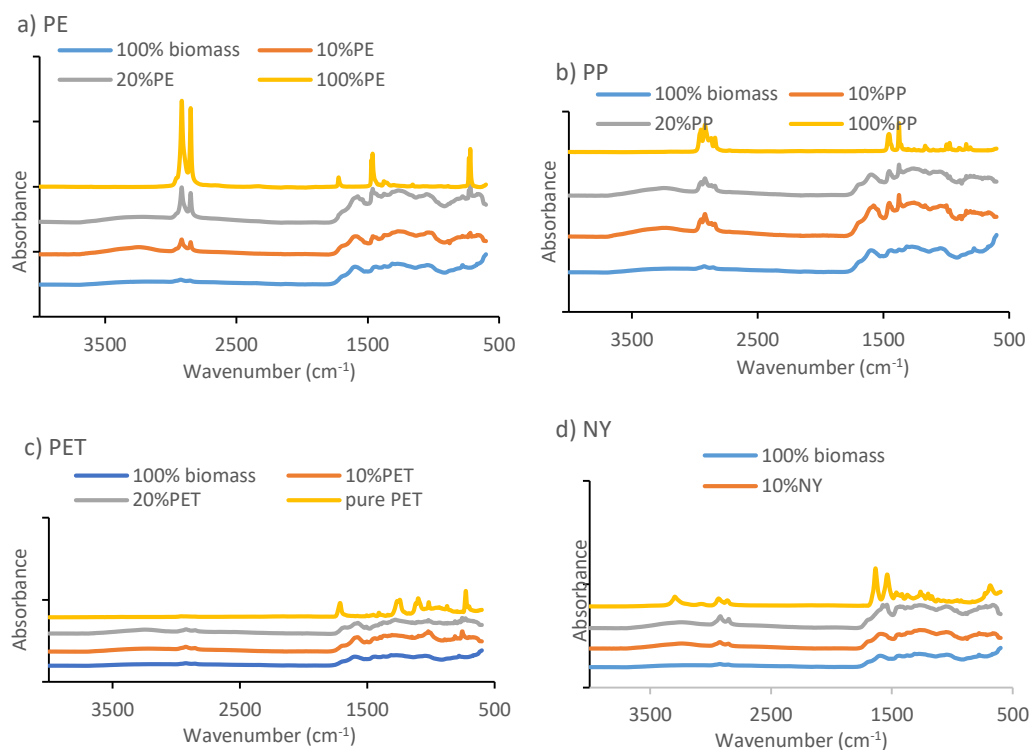 a) PE
100% biomass 10%PE
20%PE 100%PE
Absorbance
3500 2500 1500 500
Wavenumber (cm⁻¹)
b) PP
100% biomass 10%PP
20%PP 100%PP
Absorbance
3500 2500 1500 500
Wavenumber (cm⁻¹)
c) PET
100% biomass 10%PET
20%PET pure PET
Absorbance
3500 2500 1500 500
Wavenumber (cm⁻¹)
d) NY
100% biomass
10%NY
Absorbance
3500 2500 1500 500
Wavenumber (cm⁻¹)